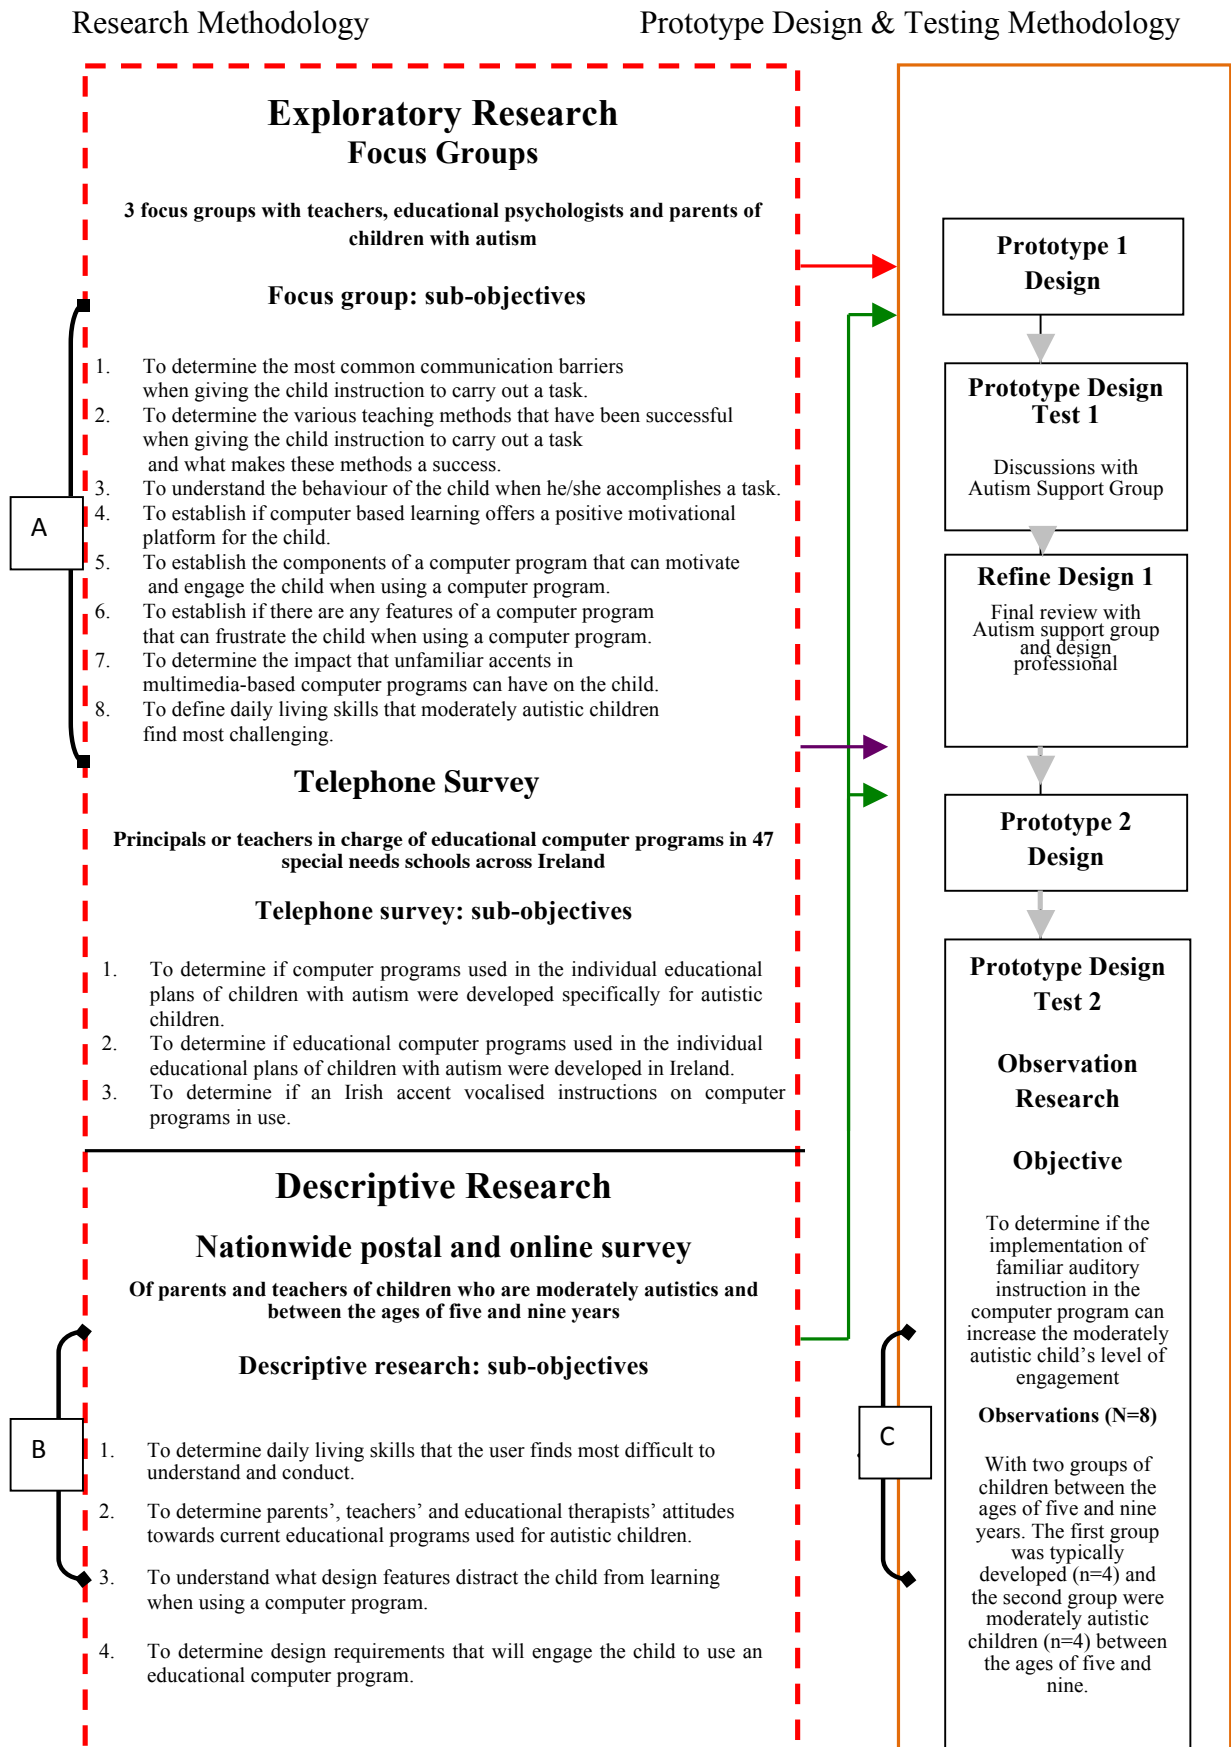 Research Methodology
Prototype Design & Testing Methodology
Exploratory Research
Focus Groups
3 focus groups with teachers, educational psychologists and parents of
children with autism
Focus group: sub-objectives
1. To determine the most common communication barriers
when giving the child instruction to carry out a task.
2. To determine the various teaching methods that have been successful
when giving the child instruction to carry out a task
and what makes these methods a success.
3. To understand the behaviour of the child when he/she accomplishes a task.
4. To establish if computer based learning offers a positive motivational
platform for the child.
5. To establish the components of a computer program that can motivate
and engage the child when using a computer program.
6. To establish if there are any features of a computer program
that can frustrate the child when using a computer program.
7. To determine the impact that unfamiliar accents in
multimedia-based computer programs can have on the child.
8. To define daily living skills that moderately autistic children
find most challenging.
A
Telephone Survey
Principals or teachers in charge of educational computer programs in 47
special needs schools across Ireland
Telephone survey: sub-objectives
1. To determine if computer programs used in the individual educational
plans of children with autism were developed specifically for autistic
children.
2. To determine if educational computer programs used in the individual
educational plans of children with autism were developed in Ireland.
3. To determine if an Irish accent vocalised instructions on computer
programs in use.
Descriptive Research
Nationwide postal and online survey
Of parents and teachers of children who are moderately autistics and
between the ages of five and nine years
Descriptive research: sub-objectives
B
1. To determine daily living skills that the user finds most difficult to
understand and conduct.
2. To determine parents’, teachers’ and educational therapists’ attitudes
towards current educational programs used for autistic children.
3. To understand what design features distract the child from learning
when using a computer program.
4. To determine design requirements that will engage the child to use an
educational computer program.
Prototype 1
Design
Prototype Design
Test 1
Discussions with
Autism Support Group
Refine Design 1
Final review with
Autism support group
and design
professional
Prototype 2
Design
Prototype Design
Test 2
Observation
Research
Objective
To determine if the
implementation of
familiar auditory
instruction in the
computer program can
increase the moderately
autistic child’s level of
engagement
Observations (N=8)
C
With two groups of
children between the
ages of five and nine
years. The first group
was typically
developed (n=4) and
the second group were
moderately autistic
children (n=4) between
the ages of five and
nine.